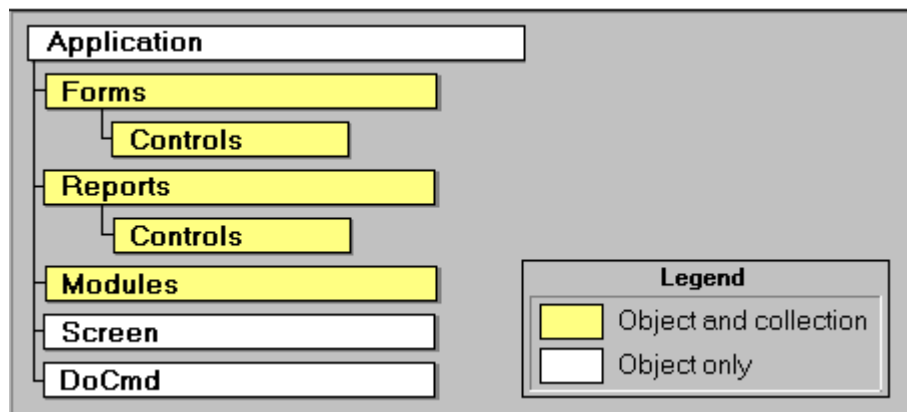 Application
Forms
Controls
Reports
Controls
Modules
Screen
DoCmd
Legend
Object and collection
Object only